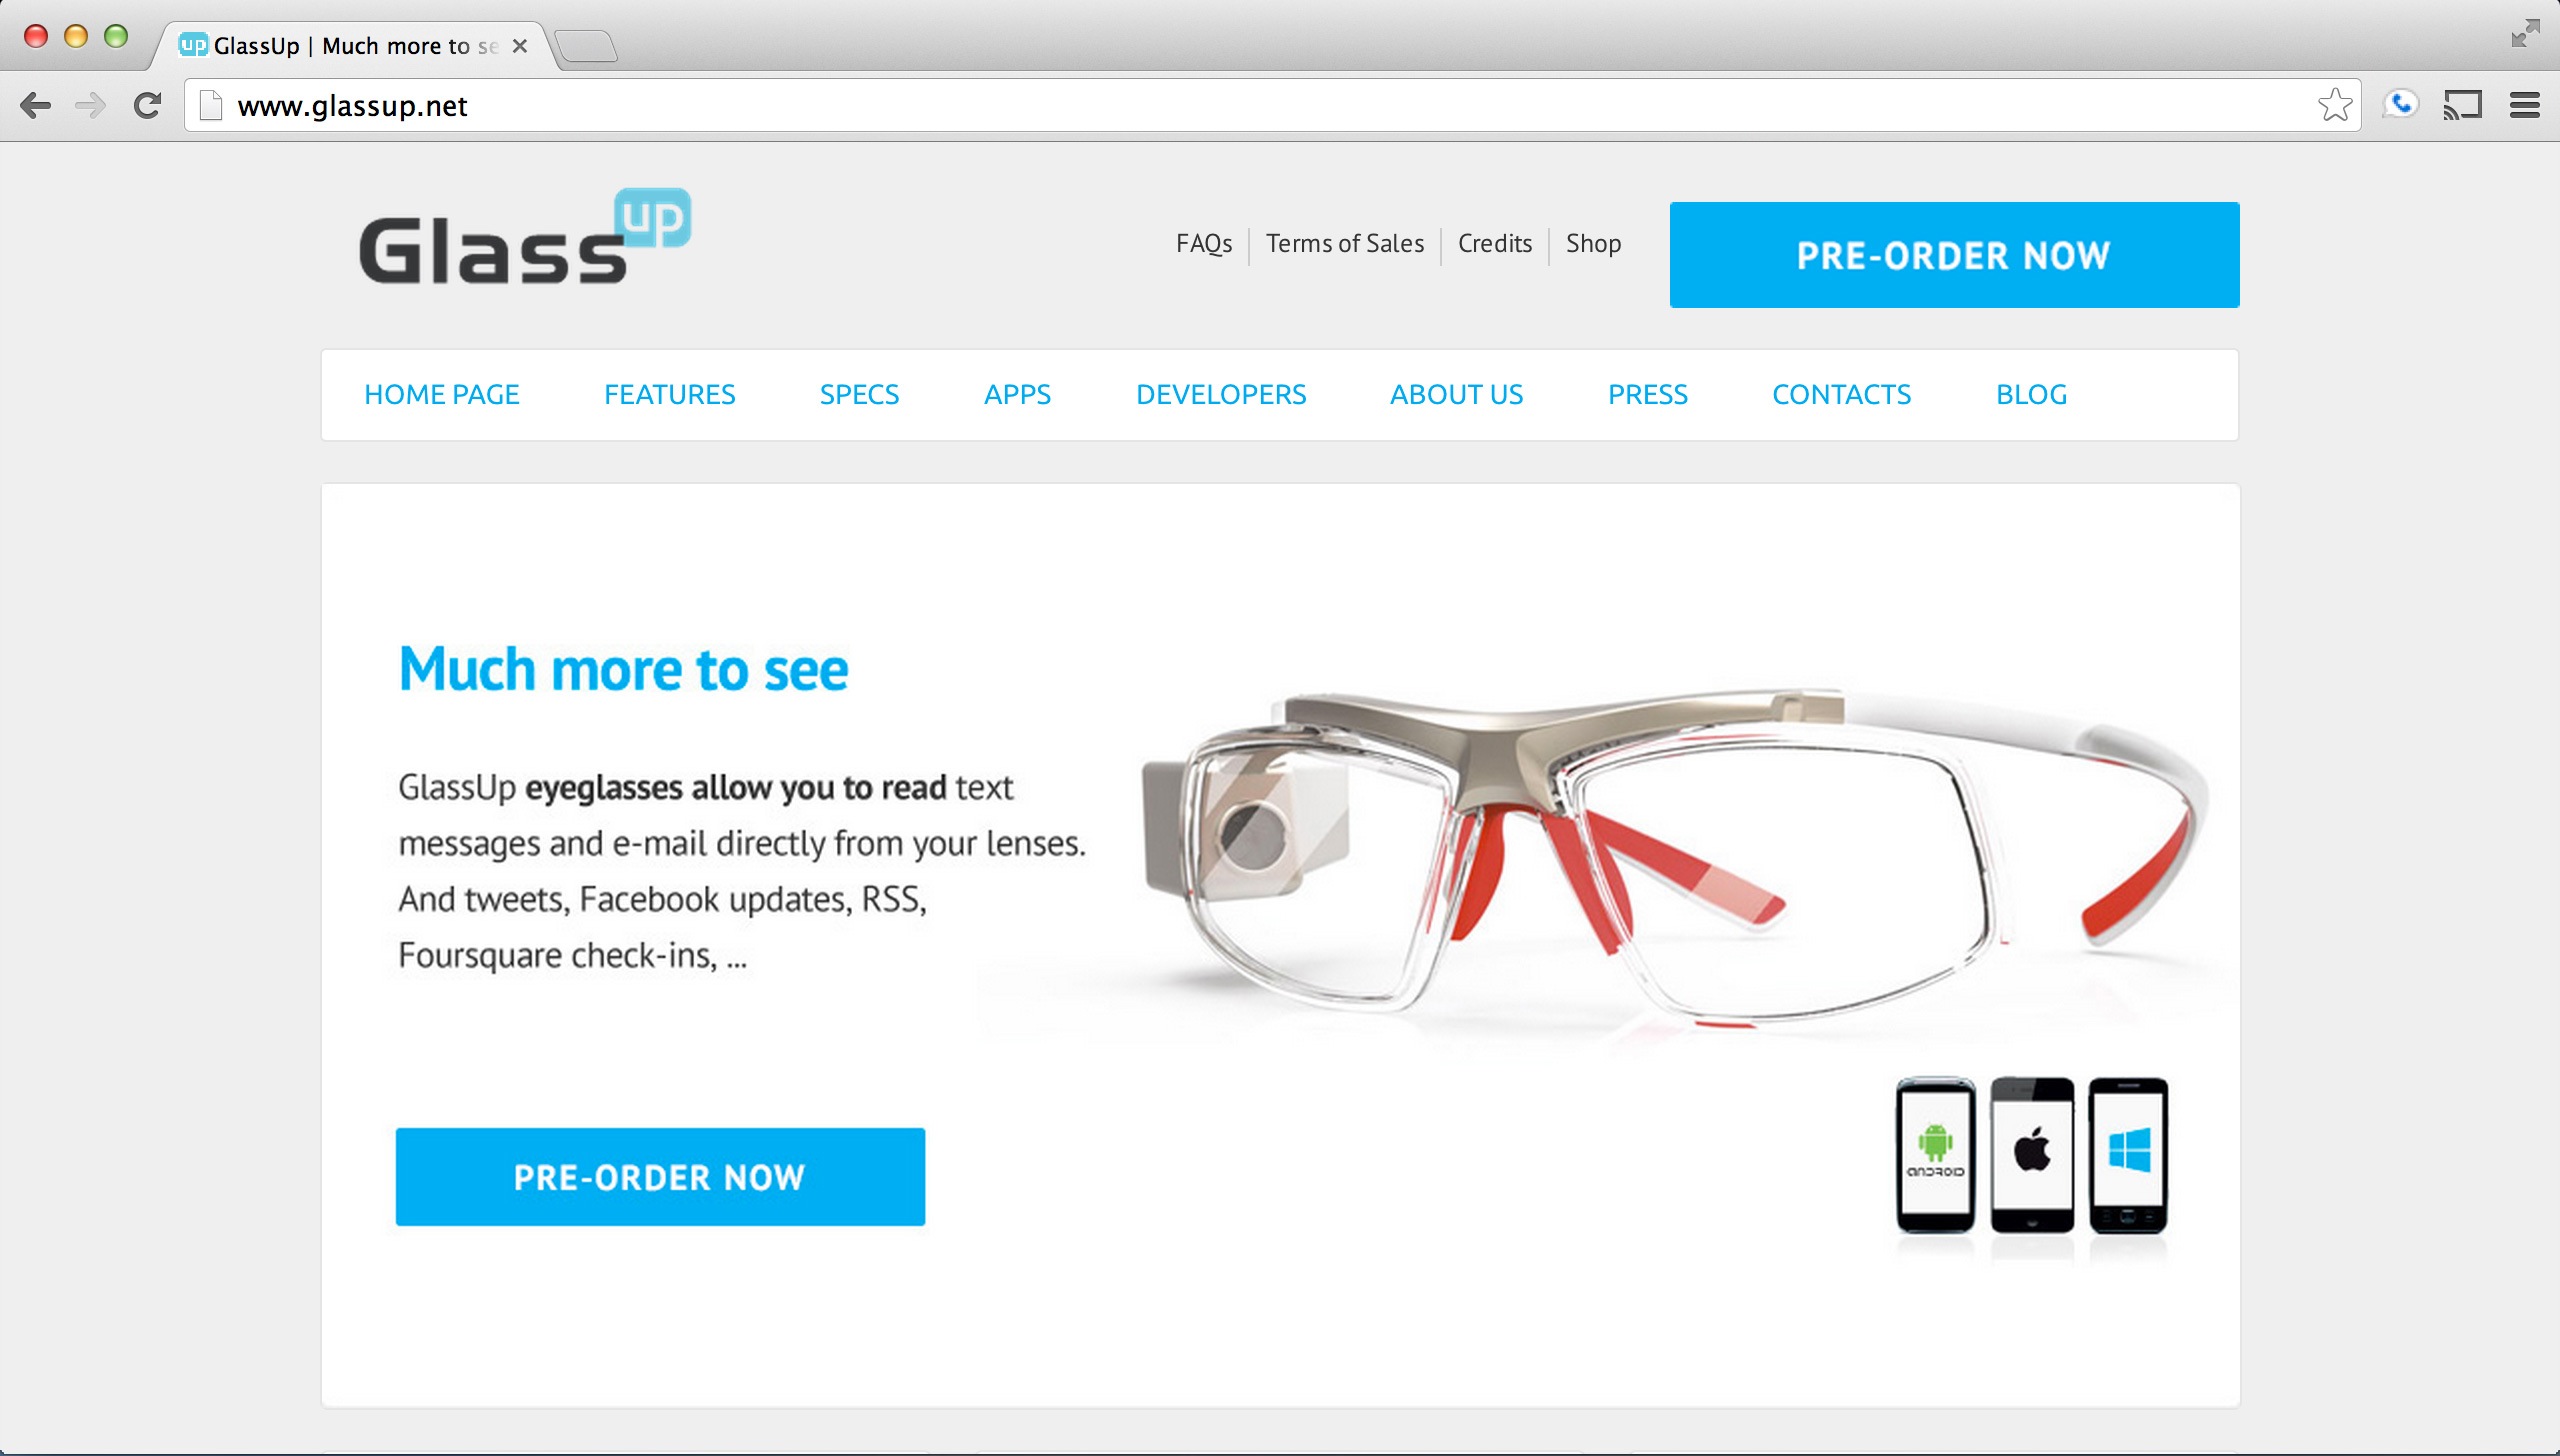 up GlassUp | Much more to se
www.glassup.net
Glass up
FAQs Terms of Sales Credits Shop
PRE-ORDER NOW
HOME PAGE FEATURES SPECS APPS DEVELOPERS ABOUT US PRESS CONTACTS BLOG
Much more to see
GlassUp eyeglasses allow you to read text
messages and e-mail directly from your lenses.
And tweets, Facebook updates, RSS,
Foursquare check-ins, ...
PRE-ORDER NOW
ANDROID